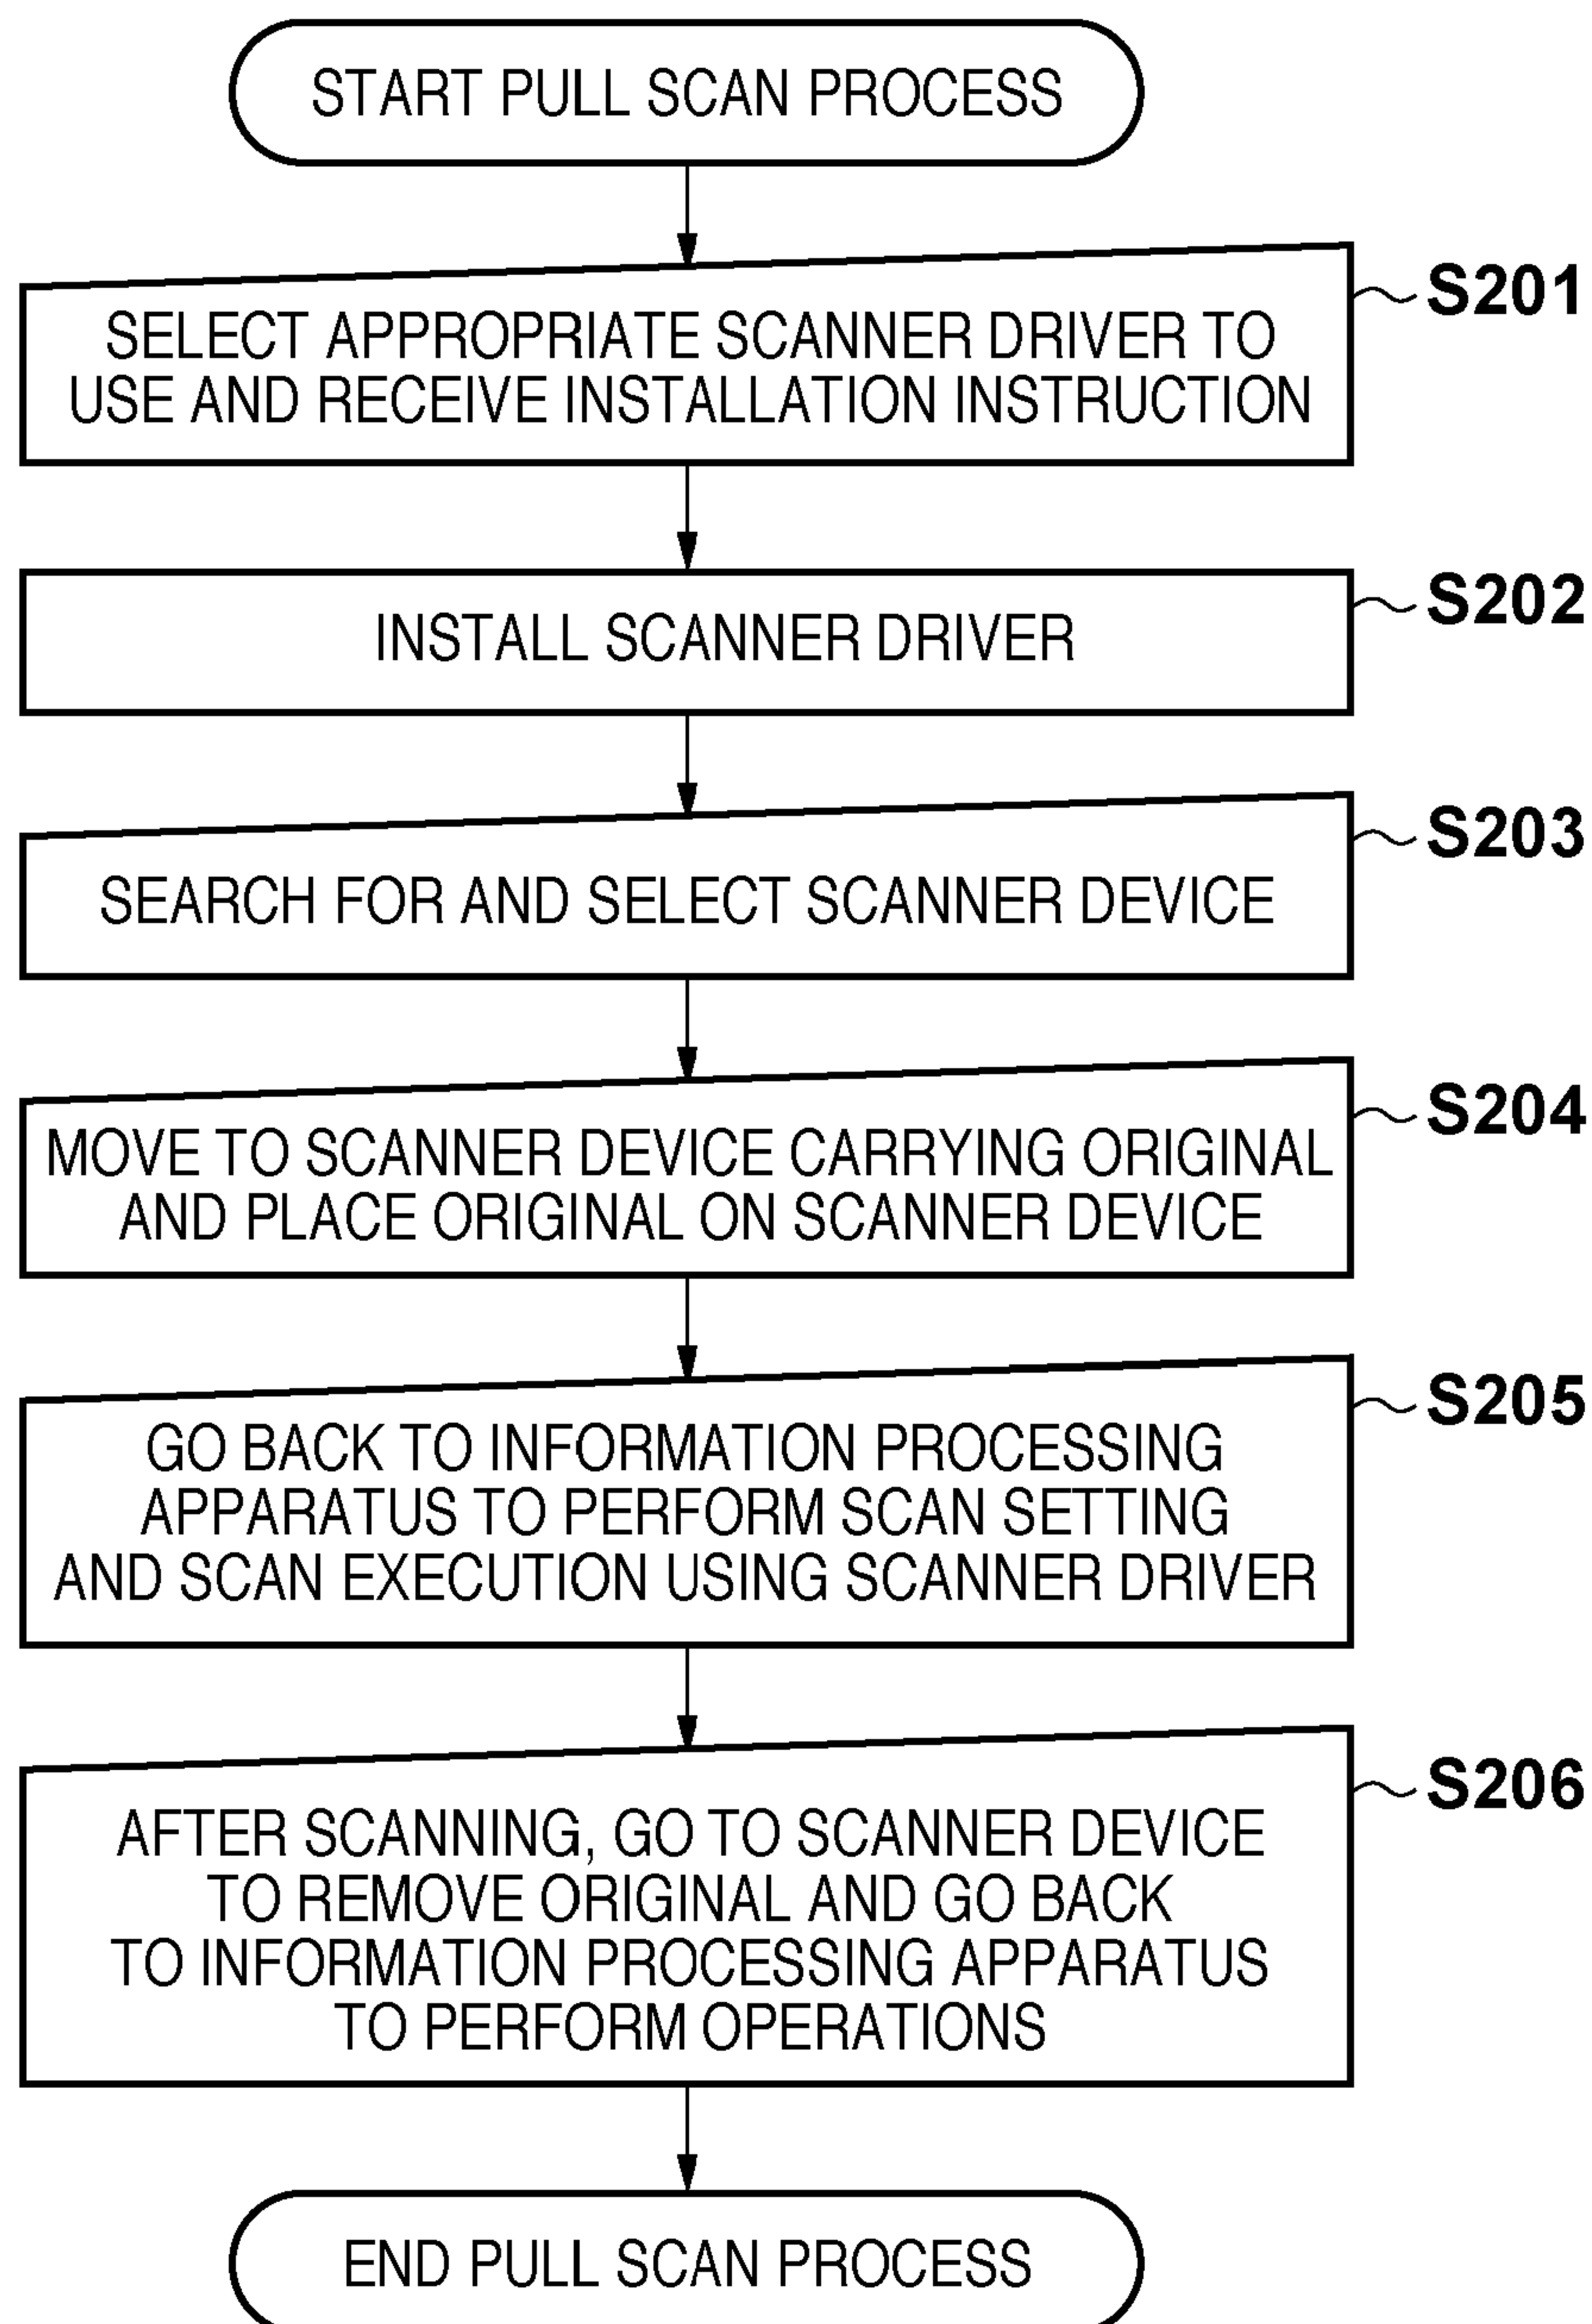 START PULL SCAN PROCESS
S201
SELECT APPROPRIATE SCANNER DRIVER TO
USE AND RECEIVE INSTALLATION INSTRUCTION
S202
INSTALL SCANNER DRIVER
S203
SEARCH FOR AND SELECT SCANNER DEVICE
S204
MOVE TO SCANNER DEVICE CARRYING ORIGINAL
AND PLACE ORIGINAL ON SCANNER DEVICE
S205
GO BACK TO INFORMATION PROCESSING
APPARATUS TO PERFORM SCAN SETTING
AND SCAN EXECUTION USING SCANNER DRIVER
S206
AFTER SCANNING, GO TO SCANNER DEVICE
TO REMOVE ORIGINAL AND GO BACK
TO INFORMATION PROCESSING APPARATUS
TO PERFORM OPERATIONS
END PULL SCAN PROCESS